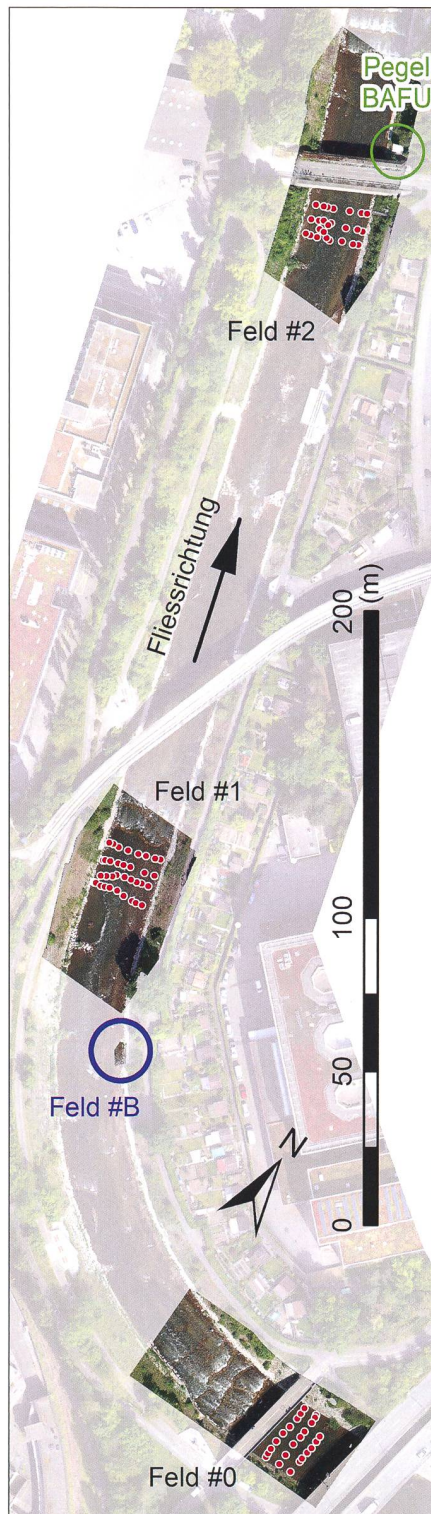 Pegel
BAFU
Feld #2
Fliessrichtung
200
(m)
Feld #1
100
Feld #B
50
N
0
Feld #0